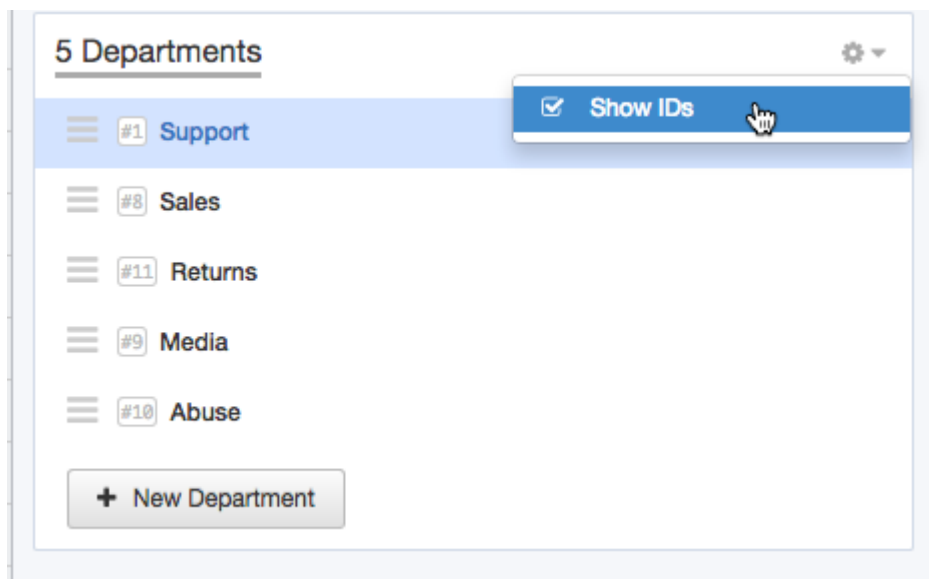 5 Departments
Show IDs
#1 Support
#8 Sales
#11 Returns
#9 Media
#10 Abuse
+ New Department